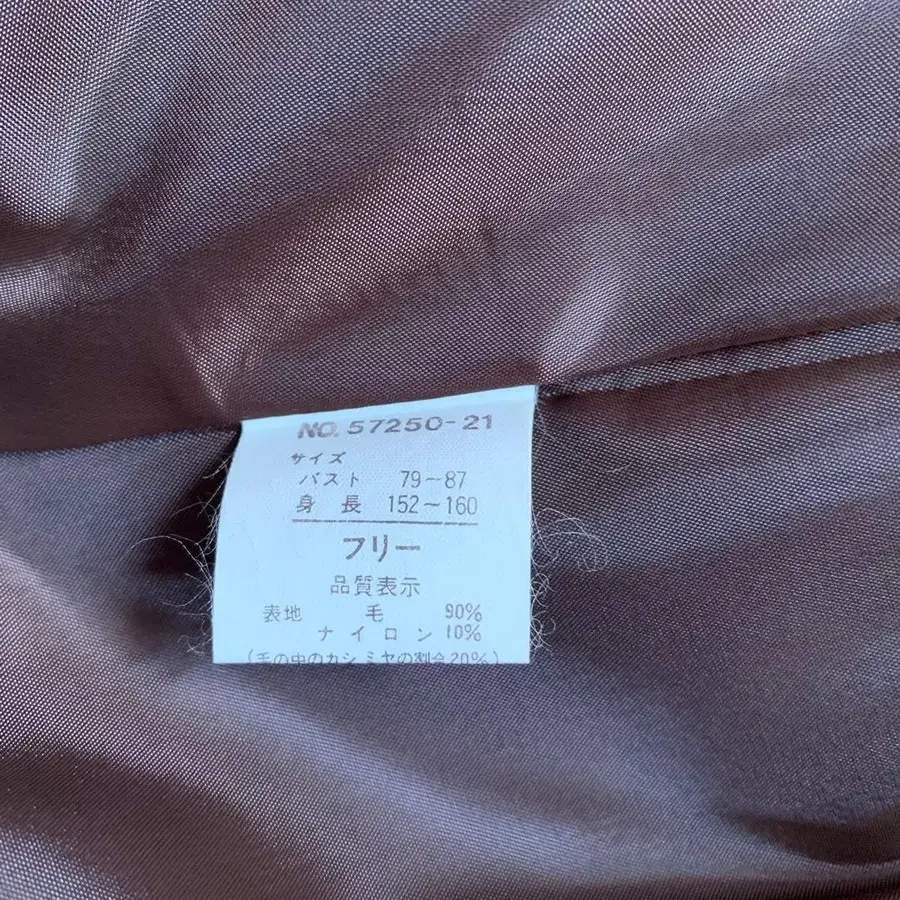 NO. 57250-21
サイズ
バスト 79~87
身長 152~160
フリー
品質表示
表地 毛 90%
ナイロン 10%
(毛の中のカシミヤの割合20%)